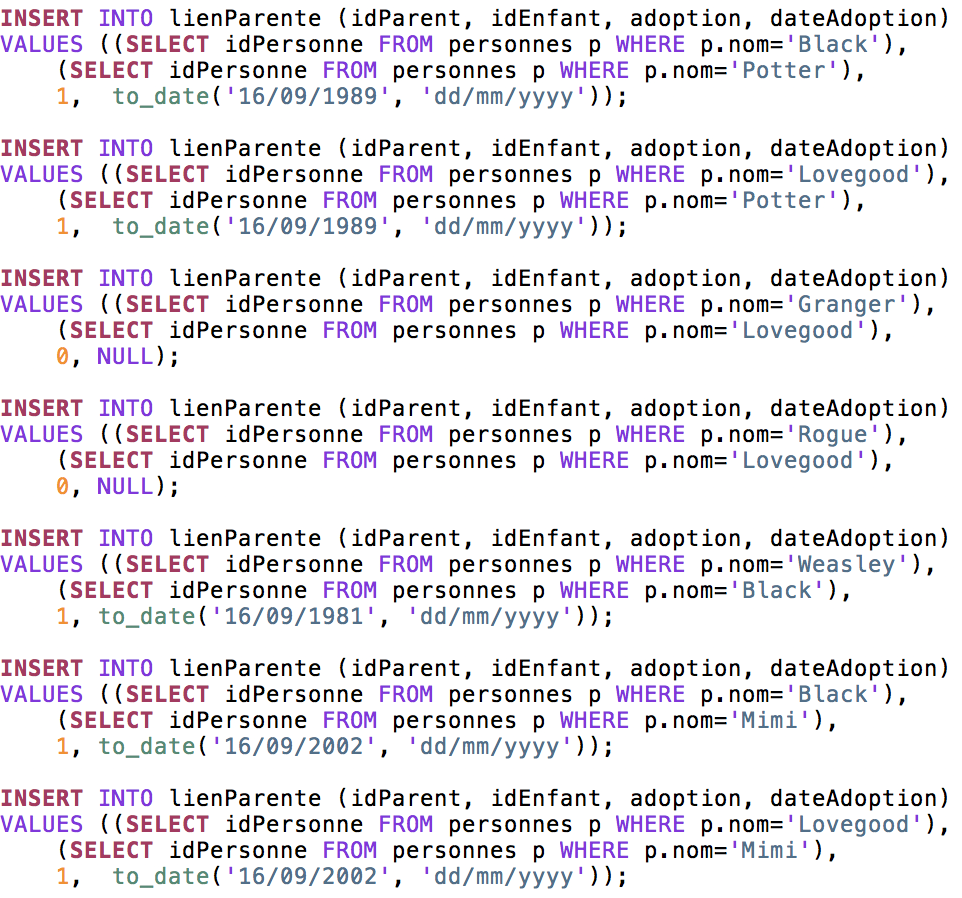 INSERT INTO lienParente (idParent, idEnfant, adoption, dateAdoption)
VALUES ((SELECT idPersonne FROM personnes p WHERE p.nom='Black'),
    (SELECT idPersonne FROM personnes p WHERE p.nom='Potter'),
    1,  to_date('16/09/1989', 'dd/mm/yyyy'));

INSERT INTO lienParente (idParent, idEnfant, adoption, dateAdoption)
VALUES ((SELECT idPersonne FROM personnes p WHERE p.nom='Lovegood'),
    (SELECT idPersonne FROM personnes p WHERE p.nom='Potter'),
    1,  to_date('16/09/1989', 'dd/mm/yyyy'));

INSERT INTO lienParente (idParent, idEnfant, adoption, dateAdoption)
VALUES ((SELECT idPersonne FROM personnes p WHERE p.nom='Granger'),
    (SELECT idPersonne FROM personnes p WHERE p.nom='Lovegood'),
    0, NULL);

INSERT INTO lienParente (idParent, idEnfant, adoption, dateAdoption)
VALUES ((SELECT idPersonne FROM personnes p WHERE p.nom='Rogue'),
    (SELECT idPersonne FROM personnes p WHERE p.nom='Lovegood'),
    0, NULL);

INSERT INTO lienParente (idParent, idEnfant, adoption, dateAdoption)
VALUES ((SELECT idPersonne FROM personnes p WHERE p.nom='Weasley'),
    (SELECT idPersonne FROM personnes p WHERE p.nom='Black'),
    1, to_date('16/09/1981', 'dd/mm/yyyy'));

INSERT INTO lienParente (idParent, idEnfant, adoption, dateAdoption)
VALUES ((SELECT idPersonne FROM personnes p WHERE p.nom='Black'),
    (SELECT idPersonne FROM personnes p WHERE p.nom='Mimi'),
    1, to_date('16/09/2002', 'dd/mm/yyyy'));

INSERT INTO lienParente (idParent, idEnfant, adoption, dateAdoption)
VALUES ((SELECT idPersonne FROM personnes p WHERE p.nom='Lovegood'),
    (SELECT idPersonne FROM personnes p WHERE p.nom='Mimi'),
    1,  to_date('16/09/2002', 'dd/mm/yyyy'));